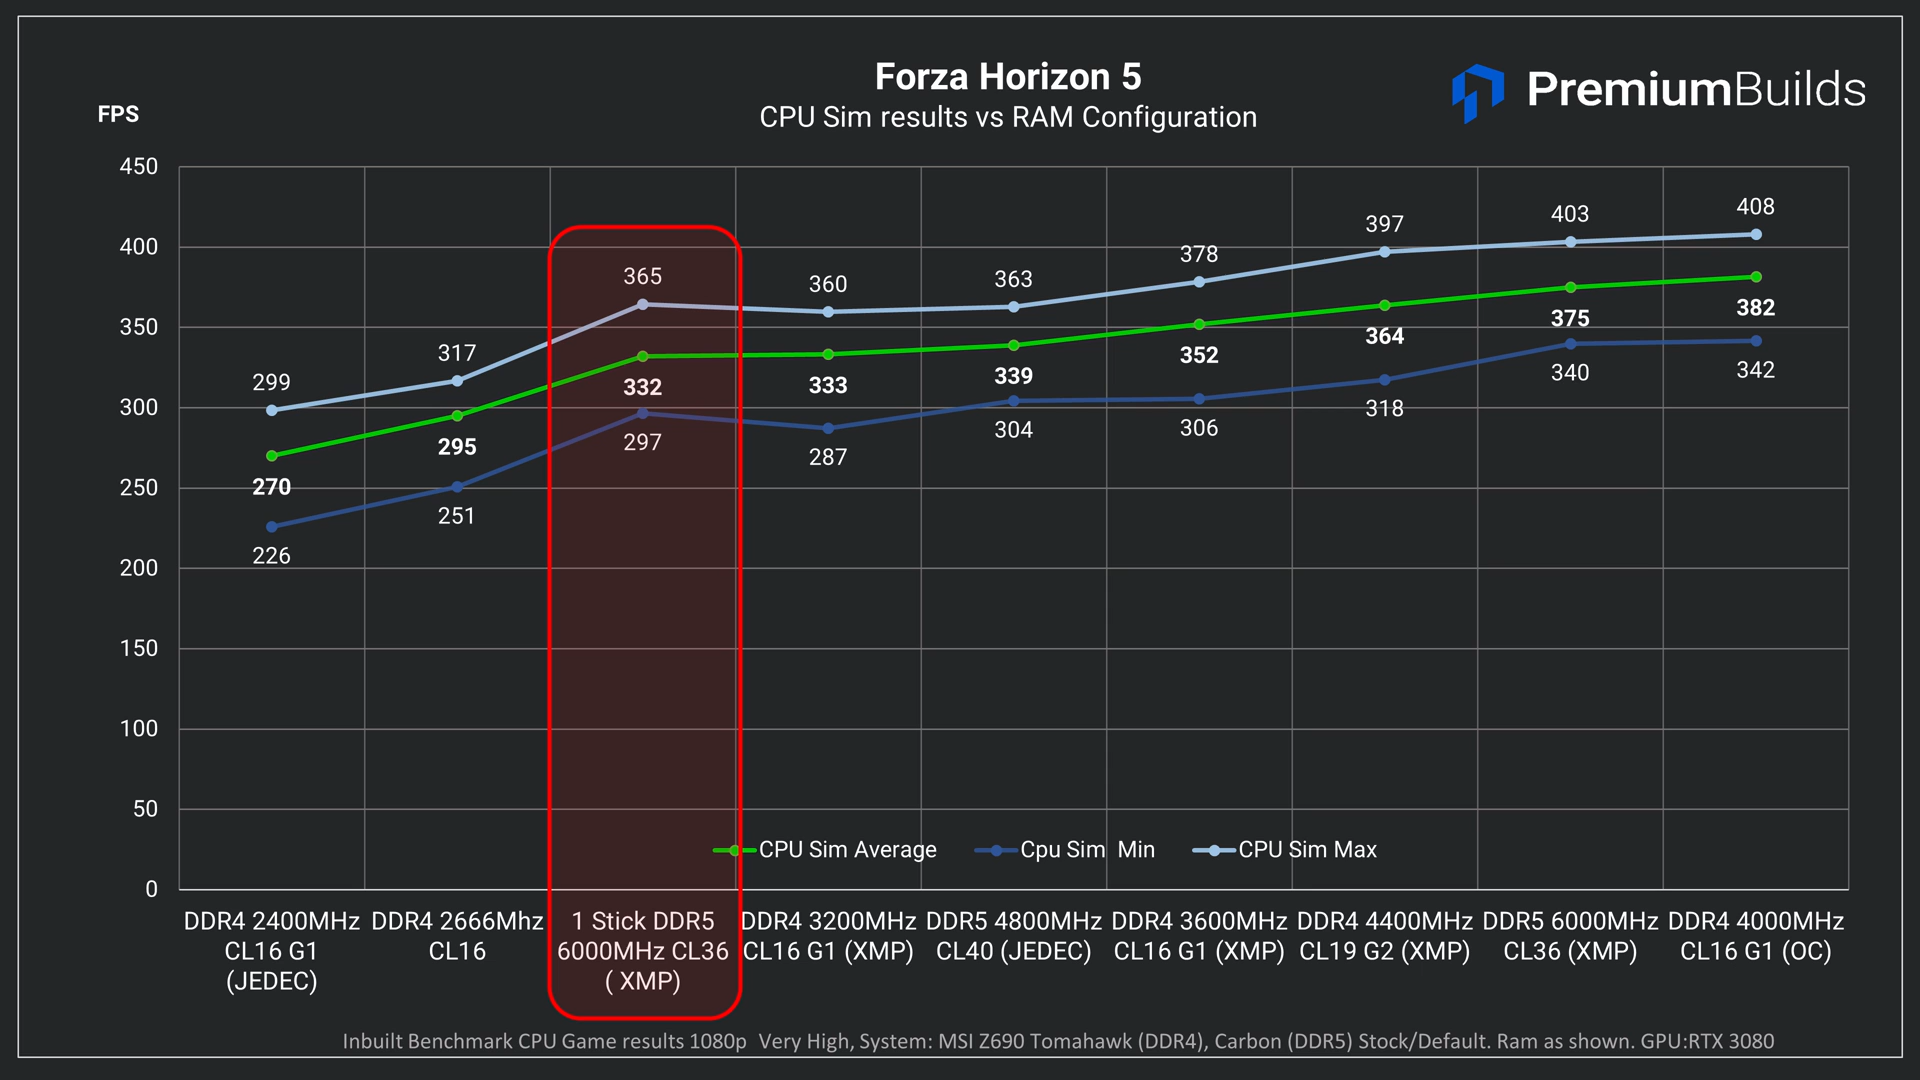 Forza Horizon 5
CPU Sim results vs RAM Configuration
PremiumBuilds
FPS
450
400
350
300
250
200
150
100
50
0
299
317
365
360
363
378
397
403
408
270
295
332
333
339
352
364
375
382
226
251
297
287
304
306
318
340
342
CPU Sim Average
Cpu Sim  Min
CPU Sim Max
DDR4 2400MHz
CL16 G1
(JEDEC)
DDR4 2666Mhz
CL16
1 Stick DDR5
6000MHz CL36
( XMP)
DDR4 3200MHz
CL16 G1 (XMP)
DDR5 4800MHz
CL40 (JEDEC)
DDR4 3600MHz
CL16 G1 (XMP)
DDR4 4400MHz
CL19 G2 (XMP)
DDR5 6000MHz
CL36 (XMP)
DDR4 4000MHz
CL16 G1 (OC)
Inbuilt Benchmark CPU Game results 1080p  Very High, System: MSI Z690 Tomahawk (DDR4), Carbon (DDR5) Stock/Default. Ram as shown. GPU:RTX 3080